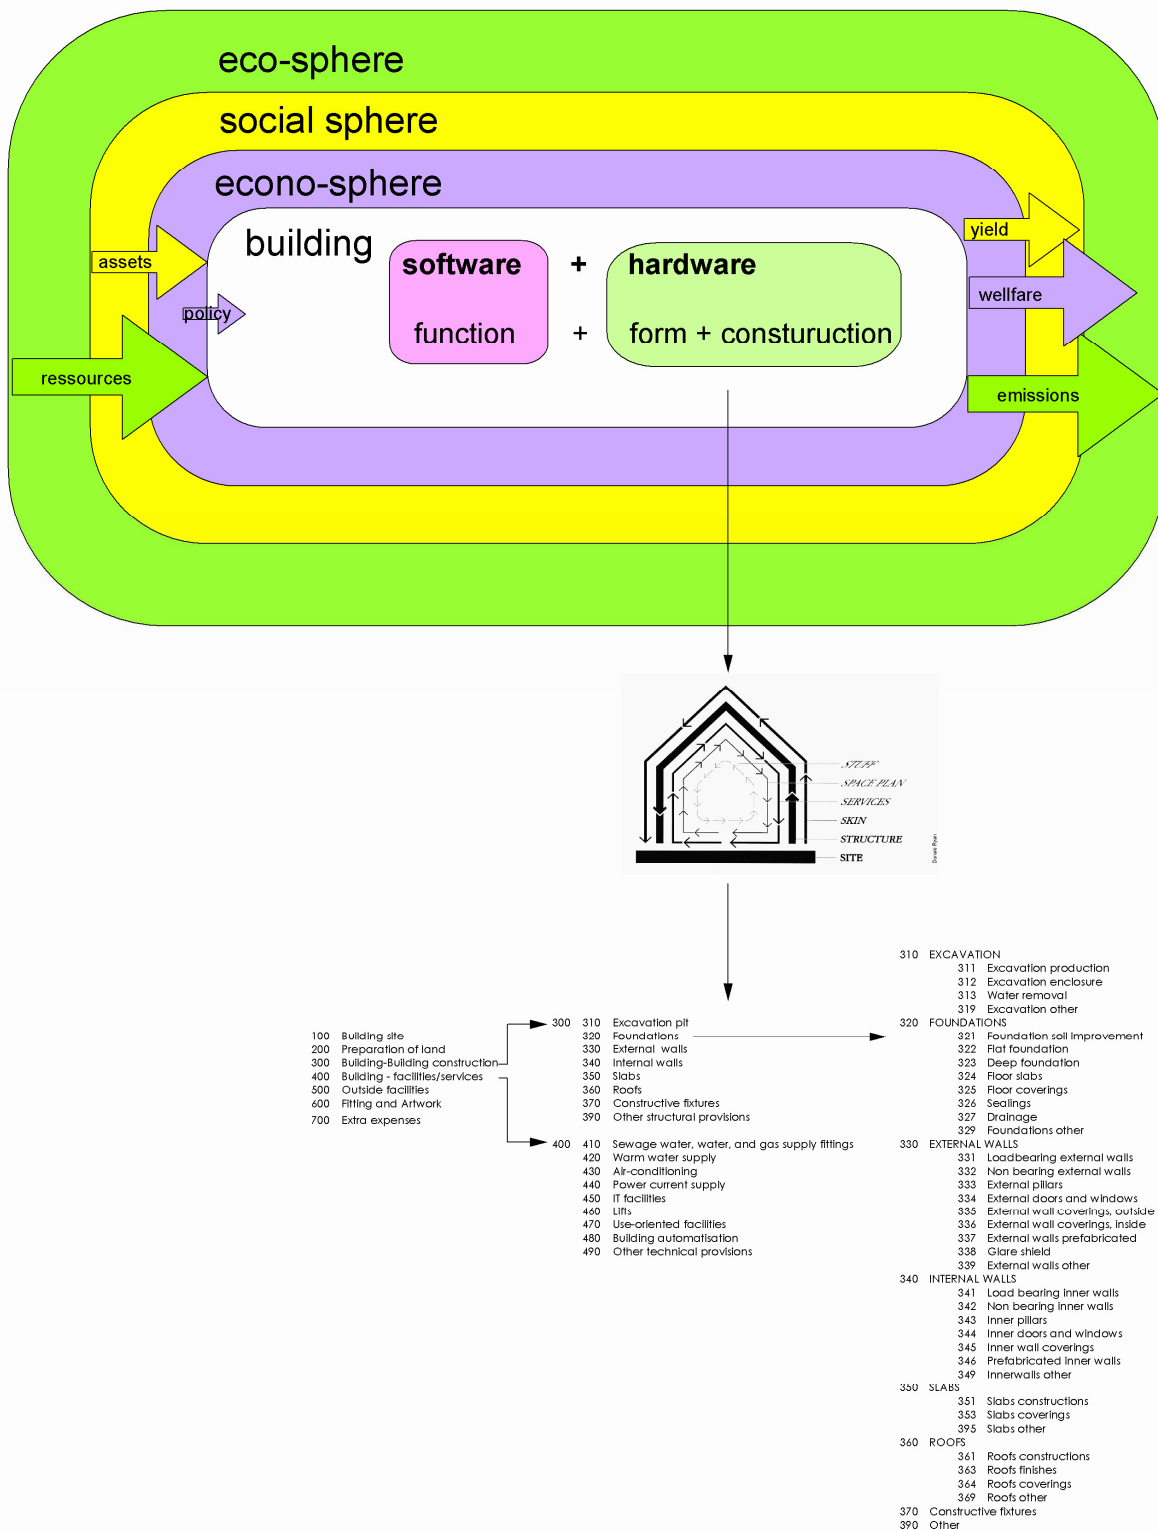 eco-sphere
social sphere
econo-sphere
building
software + hardware
function + form + consturuction
assets
policy
ressources
yield
wellfare
emissions
STUFF
SPACE PLAN
SERVICES
SKIN
STRUCTURE
SITE
Donald Ryan
100 Building site
200 Preparation of land
300 Building-Building construction
400 Building - facilities/services
500 Outside facilities
600 Fitting and Artwork
700 Extra expenses
300 310 Excavation pit
320 Foundations
330 External walls
340 Internal walls
350 Slabs
360 Roofs
370 Constructive fixtures
390 Other structural provisions
400 410 Sewage water, water, and gas supply fittings
420 Warm water supply
430 Air-conditioning
440 Power current supply
450 IT facilities
460 Lifts
470 Use-oriented facilities
480 Building automatisation
490 Other technical provisions
310 EXCAVATION
311 Excavation production
312 Excavation enclosure
313 Water removal
319 Excavation other
320 FOUNDATIONS
321 Foundation soil improvement
322 Flat foundation
323 Deep foundation
324 Floor slabs
325 Floor coverings
326 Sealings
327 Drainage
329 Foundations other
330 EXTERNAL WALLS
331 Loadbearing external walls
332 Non bearing external walls
333 External pillars
334 External doors and windows
335 External wall coverings, outside
336 External wall coverings, inside
337 External walls prefabricated
338 Glare shield
339 External walls other
340 INTERNAL WALLS
341 Load bearing inner walls
342 Non bearing inner walls
343 Inner pillars
344 Inner doors and windows
345 Inner wall coverings
346 Prefabricated inner walls
349 Innerwalls other
350 SLABS
351 Slabs constructions
353 Slabs coverings
395 Slabs other
360 ROOFS
361 Roofs constructions
363 Roofs finishes
364 Roofs coverings
369 Roofs other
370 Constructive fixtures
390 Other